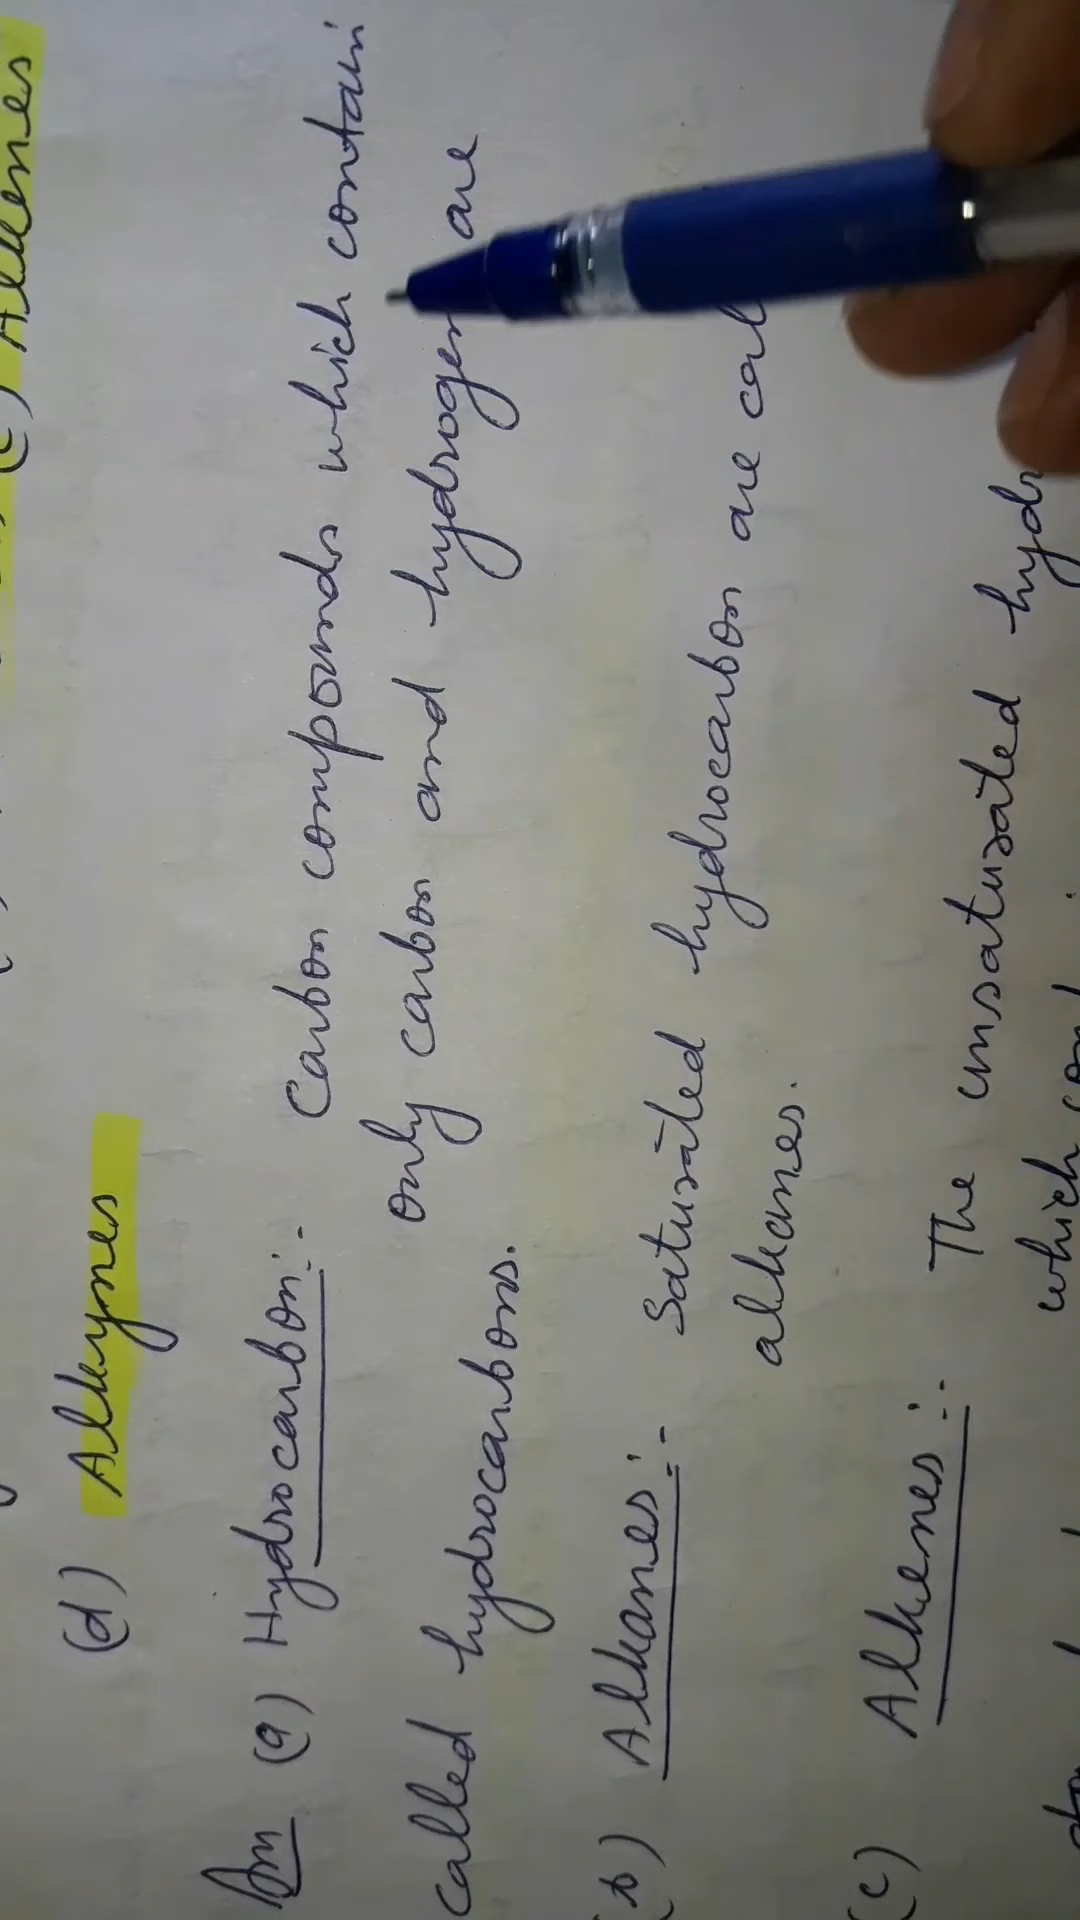 (c) Alkenes
(d) Alkynes
Ans (a) Hydrocarbon:- Carbon compounds which contain
only carbon and hydrogen are
called hydrocarbons.
(b) Alkanes:- Saturated hydrocarbon are cal
alkanes.
(c) Alkenes:- The unsaturated hydr
which